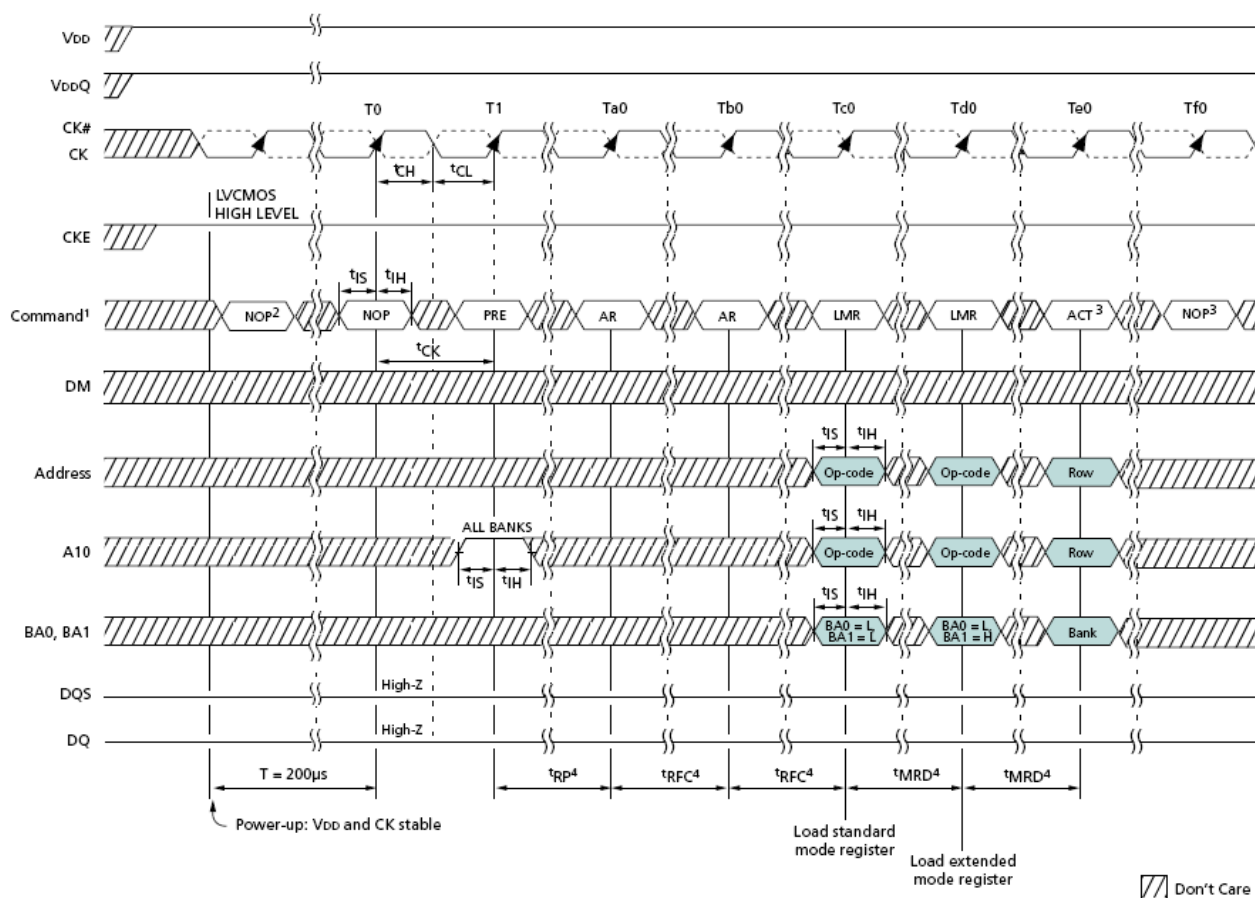 VDD
VDDQ
T0 T1 Ta0 Tb0 Tc0 Td0 Te0 Tf0
CK#
CK
tCH tCL
LVCMOS
HIGH LEVEL
CKE
tIS tIH
Command1 NOP2 NOP PRE AR AR LMR LMR ACT3 NOP3
tCK
DM
tIS tIH
Address Op-code Op-code Row
ALL BANKS tIS tIH
A10 Op-code Op-code Row
tIS tIH
tIS tIH
BA0, BA1 BA0 = L BA0 = L Bank
BA1 = L BA1 = H
High-Z
DQS
High-Z
DQ
T = 200µs tRP4 tRFC4 tRFC4 tMRD4 tMRD4
Power-up: VDD and CK stable
Load standard
mode register
Load extended
mode register
Don't Care